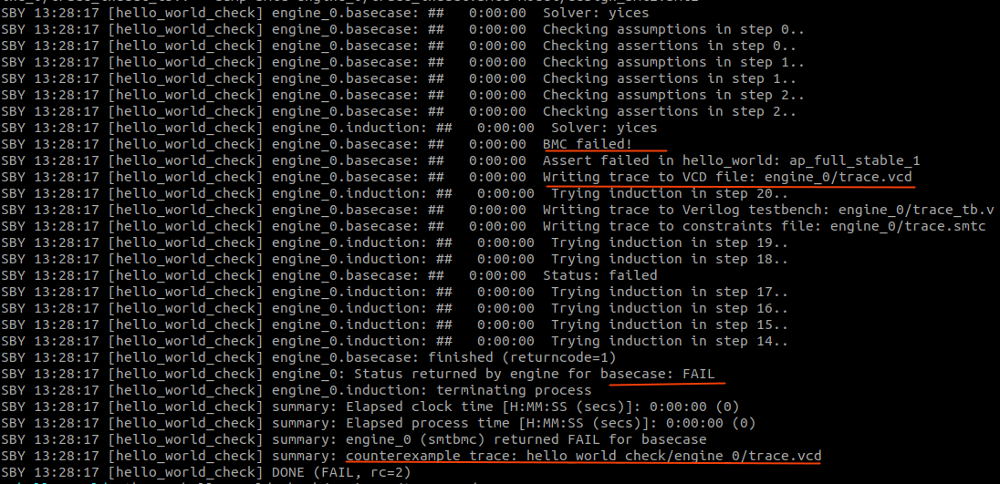 SBY 13:28:17 [hello_world_check] engine_0.basecase: ##   0:00:00  Solver: yices
SBY 13:28:17 [hello_world_check] engine_0.basecase: ##   0:00:00  Checking assumptions in step 0..
SBY 13:28:17 [hello_world_check] engine_0.basecase: ##   0:00:00  Checking assertions in step 0..
SBY 13:28:17 [hello_world_check] engine_0.basecase: ##   0:00:00  Checking assumptions in step 1..
SBY 13:28:17 [hello_world_check] engine_0.basecase: ##   0:00:00  Checking assertions in step 1..
SBY 13:28:17 [hello_world_check] engine_0.basecase: ##   0:00:00  Checking assumptions in step 2..
SBY 13:28:17 [hello_world_check] engine_0.basecase: ##   0:00:00  Checking assertions in step 2..
SBY 13:28:17 [hello_world_check] engine_0.induction: ##   0:00:00  Solver: yices
SBY 13:28:17 [hello_world_check] engine_0.basecase: ##   0:00:00  BMC failed!
SBY 13:28:17 [hello_world_check] engine_0.basecase: ##   0:00:00  Assert failed in hello_world: ap_full_stable_1
SBY 13:28:17 [hello_world_check] engine_0.basecase: ##   0:00:00  Writing trace to VCD file: engine_0/trace.vcd
SBY 13:28:17 [hello_world_check] engine_0.induction: ##   0:00:00  Trying induction in step 20..
SBY 13:28:17 [hello_world_check] engine_0.basecase: ##   0:00:00  Writing trace to Verilog testbench: engine_0/trace_tb.v
SBY 13:28:17 [hello_world_check] engine_0.basecase: ##   0:00:00  Writing trace to constraints file: engine_0/trace.smtc
SBY 13:28:17 [hello_world_check] engine_0.induction: ##   0:00:00  Trying induction in step 19..
SBY 13:28:17 [hello_world_check] engine_0.induction: ##   0:00:00  Trying induction in step 18..
SBY 13:28:17 [hello_world_check] engine_0.basecase: ##   0:00:00  Status: failed
SBY 13:28:17 [hello_world_check] engine_0.induction: ##   0:00:00  Trying induction in step 17..
SBY 13:28:17 [hello_world_check] engine_0.induction: ##   0:00:00  Trying induction in step 16..
SBY 13:28:17 [hello_world_check] engine_0.induction: ##   0:00:00  Trying induction in step 15..
SBY 13:28:17 [hello_world_check] engine_0.induction: ##   0:00:00  Trying induction in step 14..
SBY 13:28:17 [hello_world_check] engine_0.basecase: finished (returncode=1)
SBY 13:28:17 [hello_world_check] engine_0: Status returned by engine for basecase: FAIL
SBY 13:28:17 [hello_world_check] engine_0.induction: terminating process
SBY 13:28:17 [hello_world_check] summary: Elapsed clock time [H:MM:SS (secs)]: 0:00:00 (0)
SBY 13:28:17 [hello_world_check] summary: Elapsed process time [H:MM:SS (secs)]: 0:00:00 (0)
SBY 13:28:17 [hello_world_check] summary: engine_0 (smtbmc) returned FAIL for basecase
SBY 13:28:17 [hello_world_check] summary: counterexample trace: hello_world_check/engine_0/trace.vcd
SBY 13:28:17 [hello_world_check] DONE (FAIL, rc=2)